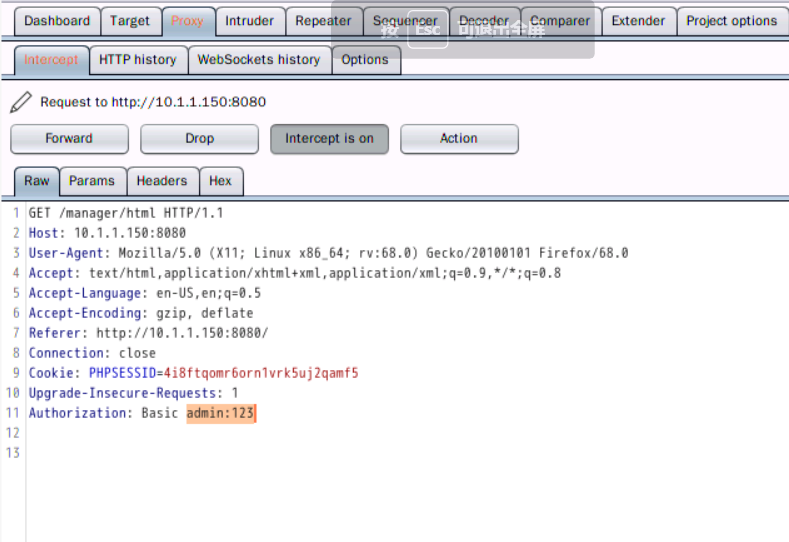 Dashboard Target Proxy Intruder Repeater Sequencer Decoder Comparer Extender Project options
按 Esc 可退出全屏
Intercept HTTP history WebSockets history Options
Request to http://10.1.1.150:8080
Forward Drop Intercept is on Action
Raw Params Headers Hex
1 GET /manager/html HTTP/1.1
2 Host: 10.1.1.150:8080
3 User-Agent: Mozilla/5.0 (X11; Linux x86_64; rv:68.0) Gecko/20100101 Firefox/68.0
4 Accept: text/html,application/xhtml+xml,application/xml;q=0.9,*/*;q=0.8
5 Accept-Language: en-US,en;q=0.5
6 Accept-Encoding: gzip, deflate
7 Referer: http://10.1.1.150:8080/
8 Connection: close
9 Cookie: PHPSESSID=4i8ftqomr6orn1vrk5uj2qamf5
10 Upgrade-Insecure-Requests: 1
11 Authorization: Basic admin:123
12
13